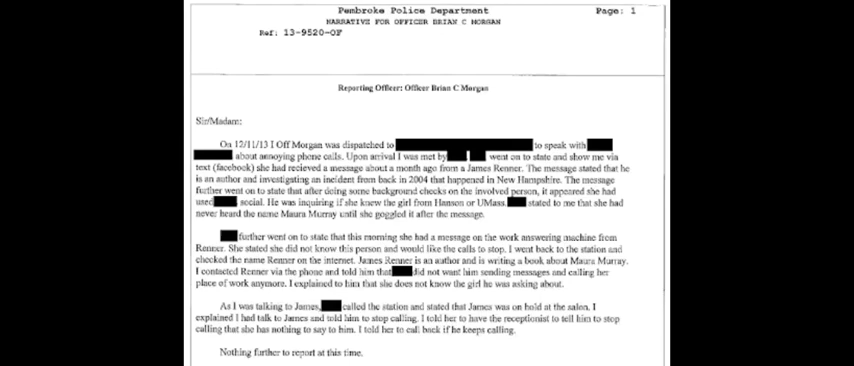 Pembroke Police Department Page: 1
NARRATIVE FOR OFFICER BRIAN C MORGAN
Ref: 13-9520-OF
Reporting Officer: Officer Brian C Morgan
Sir/Madam:
On 12/11/13 I Off Morgan was dispatched to to speak with
about annoying phone calls. Upon arrival I was met by went on to state and show me via
text (facebook) she had recieved a message about a month ago from a James Renner. The message stated that he
is an author and investigating an incident from back in 2004 that happened in New Hampshire. The message
further went on to state that after doing some background checks on the involved person, it appeared she had
used social. He was inquiring if she knew the girl from Hanson or UMass. stated to me that she had
never heard the name Maura Murray until she goggled it after the message.
further went on to state that this morning she had a message on the work answering machine from
Renner. She stated she did not know this person and would like the calls to stop. I went back to the station and
checked the name Renner on the internet. James Renner is an author and is writing a book about Maura Murray.
I contacted Renner via the phone and told him that did not want him sending messages and calling her
place of work anymore. I explained to him that she does not know the girl he was asking about.
As I was talking to James, called the station and stated that James was on hold at the salon. I
explained I had talk to James and told him to stop calling. I told her to have the receptionist to tell him to stop
calling that she has nothing to say to him. I told her to call back if he keeps calling.
Nothing further to report at this time.